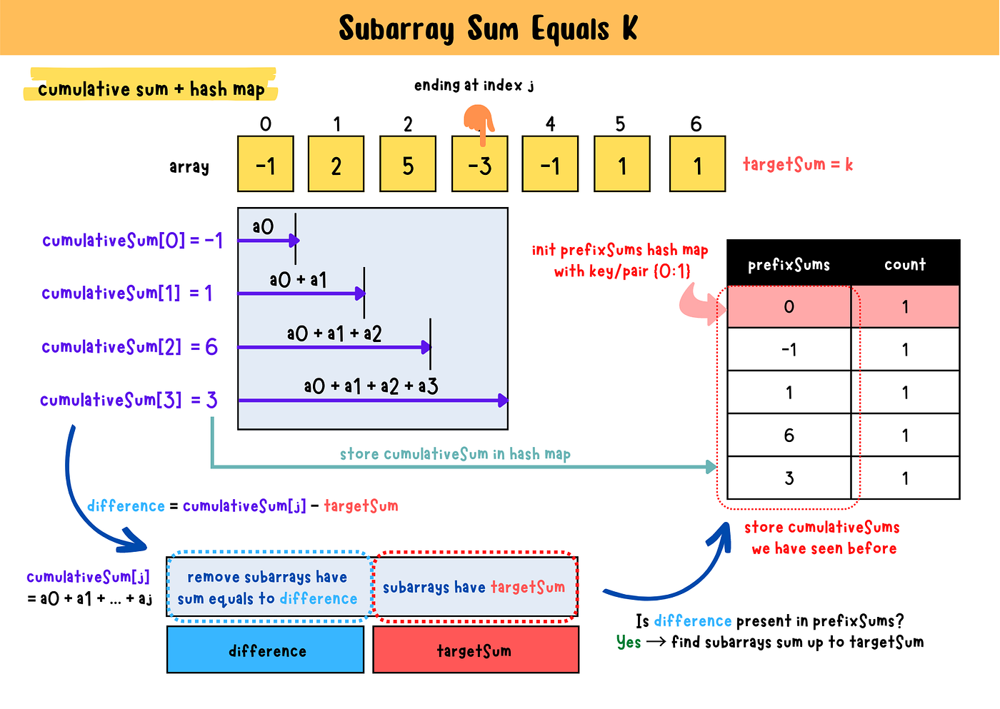 Subarray Sum Equals K
cumulative sum + hash map
ending at index j
0 1 2 4 5 6
array -1 2 5 -3 -1 1 1 targetSum = k
cumulativeSum[0] = -1
a0
cumulativeSum[1] = 1
a0 + a1
cumulativeSum[2] = 6
a0 + a1 + a2
cumulativeSum[3] = 3
a0 + a1 + a2 + a3
init prefixSums hash map
with key/pair {0:1}
prefixSums count
0 1
-1 1
1 1
6 1
3 1
store cumulativeSum in hash map
store cumulativeSums
we have seen before
difference = cumulativeSum[j] - targetSum
cumulativeSum[j]
= a0 + a1 + ... + aj
remove subarrays have
sum equals to difference
subarrays have targetSum
difference
targetSum
Is difference present in prefixSums?
Yes → find subarrays sum up to targetSum